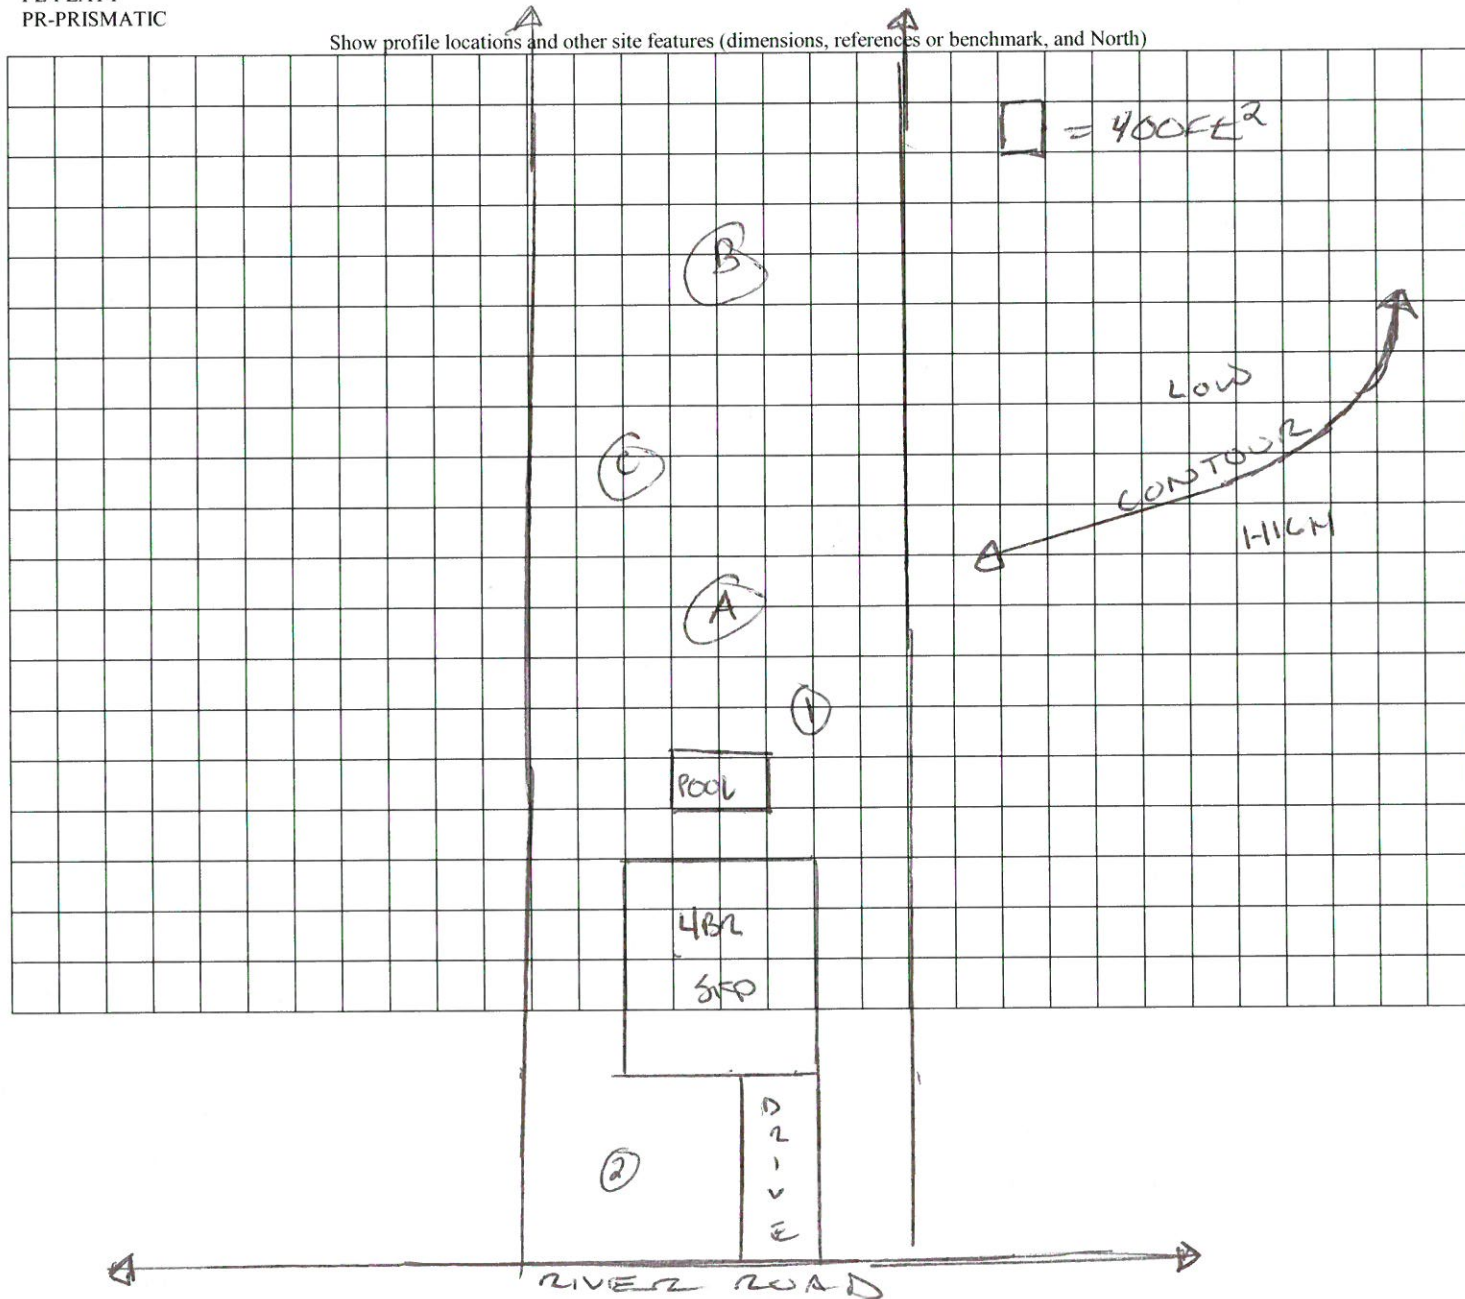 PR-PRISMATIC
Show profile locations and other site features (dimensions, references or benchmark, and North)
= 400FT²
B
LOW
C
CONTOUR
HIGH
A
1
POOL
4BR
SFD
DRIVE
2
RIVER ROAD